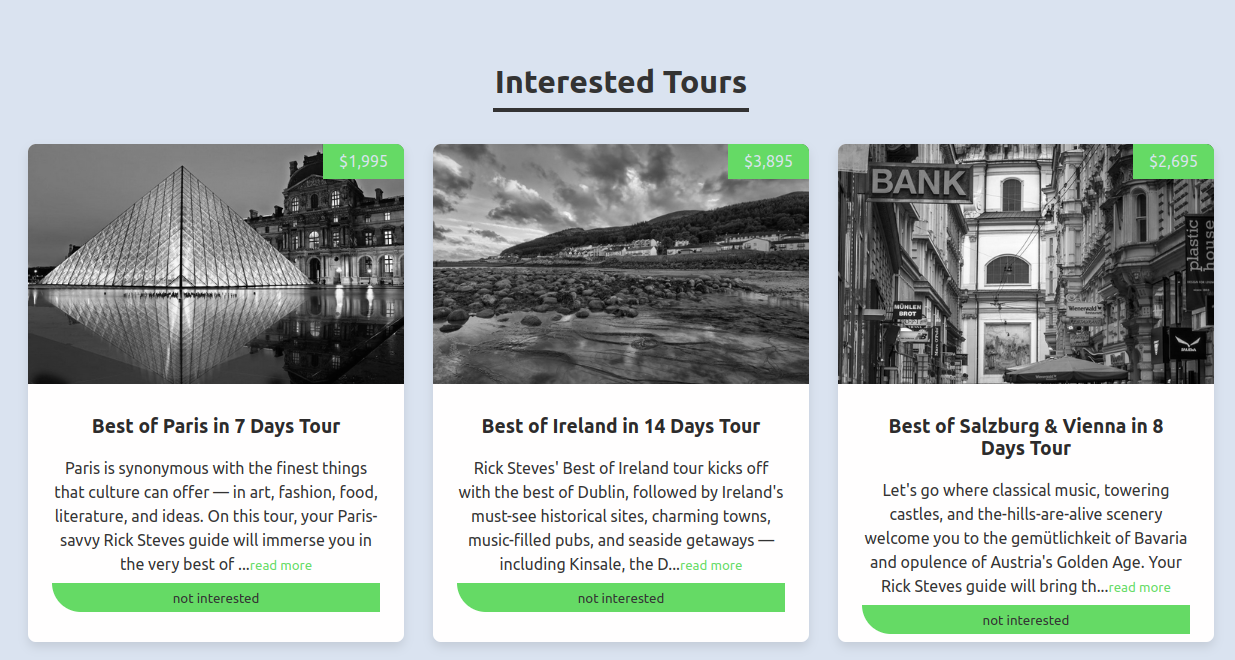 Interested Tours
$1,995
$3,895
$2,695
BANK
plastic
house
MÜHLEN
BROT
Wienerwald
Best of Paris in 7 Days Tour
Paris is synonymous with the finest things
that culture can offer — in art, fashion, food,
literature, and ideas. On this tour, your Paris-
savvy Rick Steves guide will immerse you in
the very best of ...read more
not interested
Best of Ireland in 14 Days Tour
Rick Steves' Best of Ireland tour kicks off
with the best of Dublin, followed by Ireland's
must-see historical sites, charming towns,
music-filled pubs, and seaside getaways —
including Kinsale, the D...read more
not interested
Best of Salzburg & Vienna in 8
Days Tour
Let's go where classical music, towering
castles, and the-hills-are-alive scenery
welcome you to the gemütlichkeit of Bavaria
and opulence of Austria's Golden Age. Your
Rick Steves guide will bring th...read more
not interested